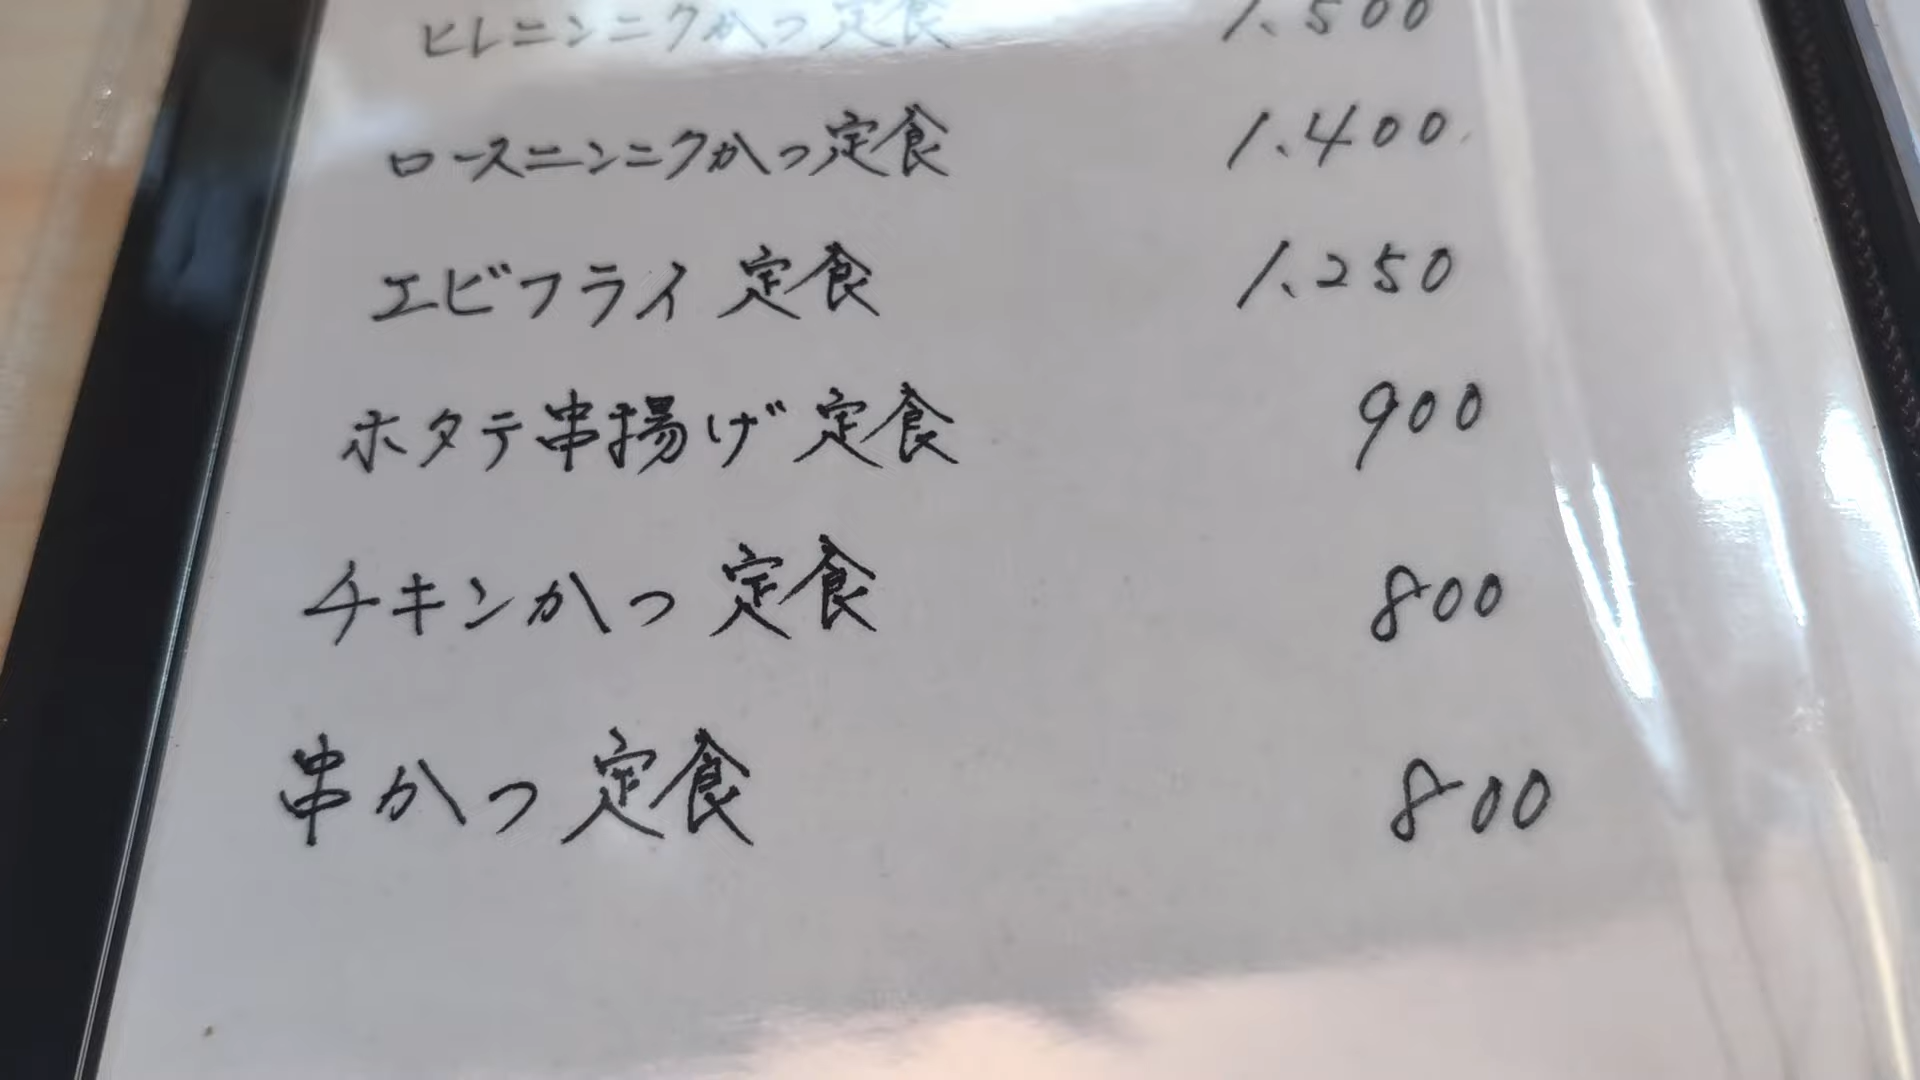 ヒレニンニクかつ定食 1.500
ロースニンニクかつ定食 1.400
エビフライ定食 1.250
ホタテ串揚げ定食 900
チキンかつ定食 800
串かつ定食 800